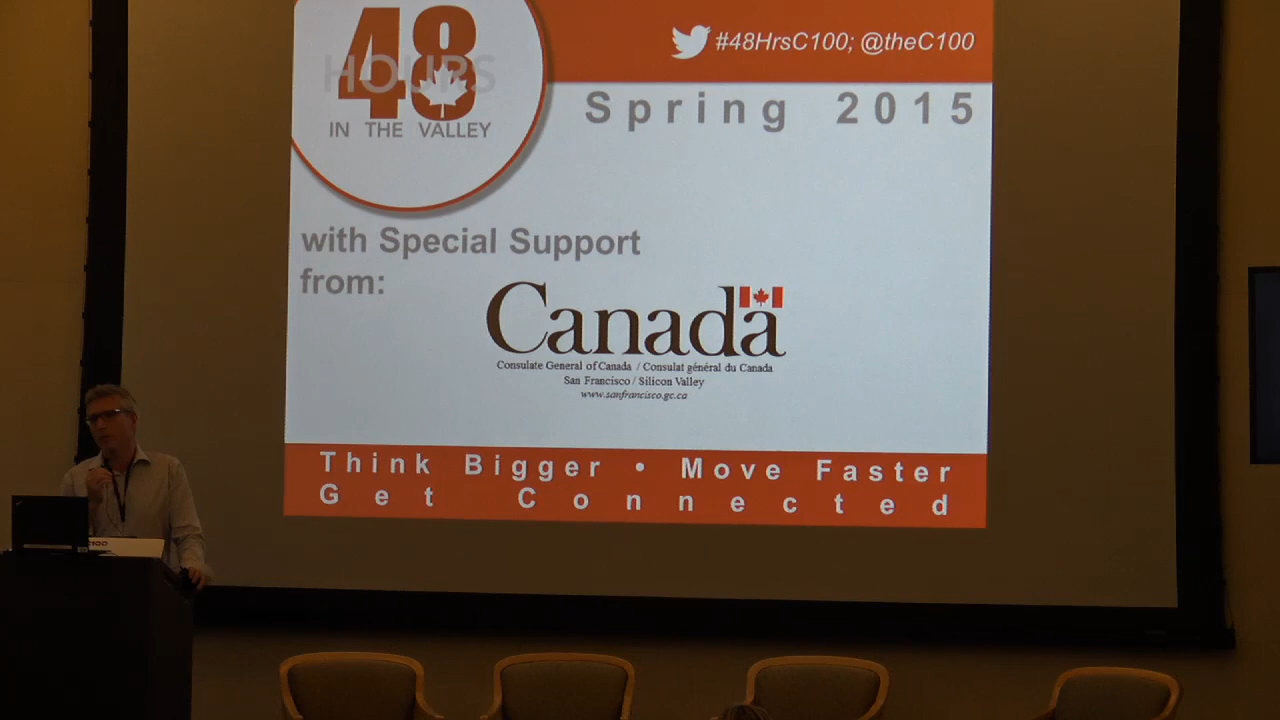 48
HOURS
IN THE VALLEY
#48HrsC100; @theC100
Spring 2015
with Special Support
from:
Canada
Consulate General of Canada / Consulat général du Canada
San Francisco / Silicon Valley
www.sanfrancisco.gc.ca
Think Bigger • Move Faster
Get Connected
C100